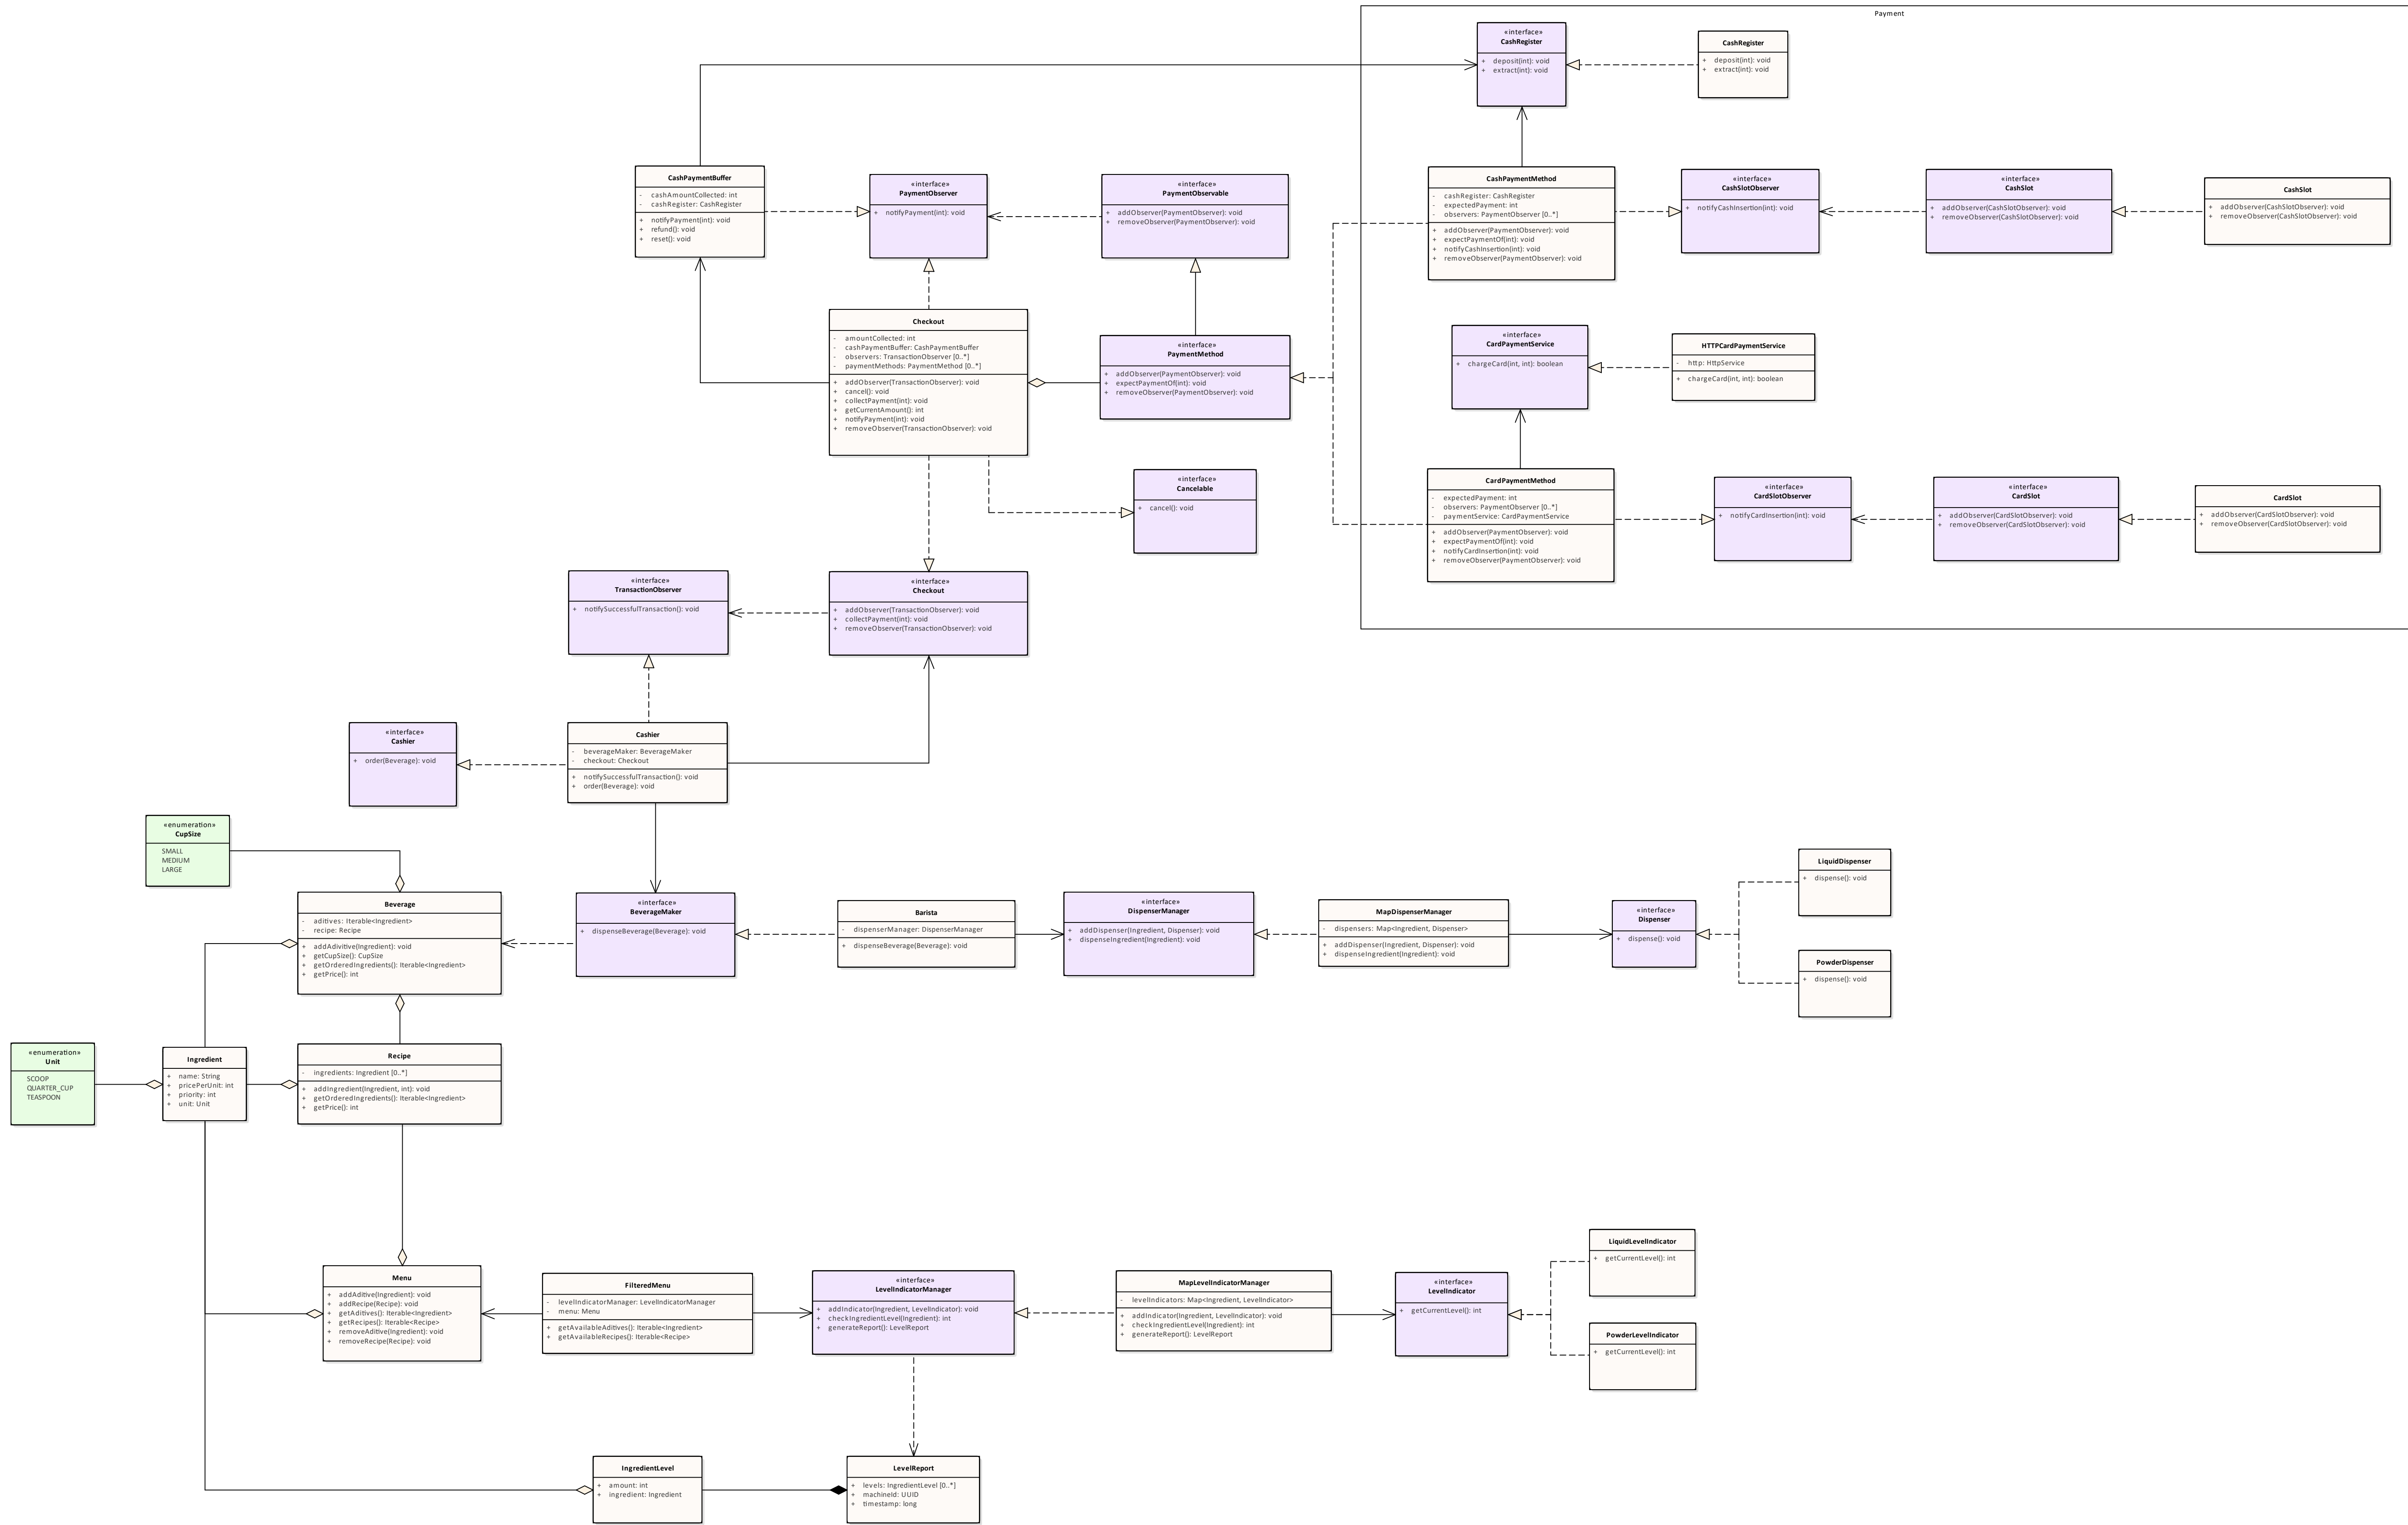 Payment
«interface»
CashRegister
+ deposit(int): void
+ extract(int): void
CashRegister
+ deposit(int): void
+ extract(int): void
CashPaymentBuffer
- cashAmountCollected: int
- cashRegister: CashRegister
+ notifyPayment(int): void
+ refund(): void
+ reset(): void
«interface»
PaymentObserver
+ notifyPayment(int): void
«interface»
PaymentObservable
+ addObserver(PaymentObserver): void
+ removeObserver(PaymentObserver): void
CashPaymentMethod
- cashRegister: CashRegister
- expectedPayment: int
- observers: PaymentObserver [0..*]
+ addObserver(PaymentObserver): void
+ expectPaymentOf(int): void
+ notifyCashInsertion(int): void
+ removeObserver(PaymentObserver): void
«interface»
CashSlotObserver
+ notifyCashInsertion(int): void
«interface»
CashSlot
+ addObserver(CashSlotObserver): void
+ removeObserver(CashSlotObserver): void
CashSlot
+ addObserver(CashSlotObserver): void
+ removeObserver(CashSlotObserver): void
Checkout
- amountCollected: int
- cashPaymentBuffer: CashPaymentBuffer
- observers: TransactionObserver [0..*]
- paymentMethods: PaymentMethod [0..*]
+ addObserver(TransactionObserver): void
+ cancel(): void
+ collectPayment(int): void
+ getCurrentAmount(): int
+ notifyPayment(int): void
+ removeObserver(TransactionObserver): void
«interface»
PaymentMethod
+ addObserver(PaymentObserver): void
+ expectPaymentOf(int): void
+ removeObserver(PaymentObserver): void
«interface»
CardPaymentService
+ chargeCard(int, int): boolean
HTTPCardPaymentService
- http: HttpService
+ chargeCard(int, int): boolean
«interface»
Cancelable
+ cancel(): void
CardPaymentMethod
- expectedPayment: int
- observers: PaymentObserver [0..*]
- paymentService: CardPaymentService
+ addObserver(PaymentObserver): void
+ expectPaymentOf(int): void
+ notifyCardInsertion(int): void
+ removeObserver(PaymentObserver): void
«interface»
CardSlotObserver
+ notifyCardInsertion(int): void
«interface»
CardSlot
+ addObserver(CardSlotObserver): void
+ removeObserver(CardSlotObserver): void
CardSlot
+ addObserver(CardSlotObserver): void
+ removeObserver(CardSlotObserver): void
«interface»
TransactionObserver
+ notifySuccessfulTransaction(): void
«interface»
Checkout
+ addObserver(TransactionObserver): void
+ collectPayment(int): void
+ removeObserver(TransactionObserver): void
«interface»
Cashier
+ order(Beverage): void
Cashier
- beverageMaker: BeverageMaker
- checkout: Checkout
+ notifySuccessfulTransaction(): void
+ order(Beverage): void
«enumeration»
CupSize
SMALL
MEDIUM
LARGE
Beverage
- aditives: Iterable<Ingredient>
- recipe: Recipe
+ addAdivitive(Ingredient): void
+ getCupSize(): CupSize
+ getOrderedIngredients(): Iterable<Ingredient>
+ getPrice(): int
«interface»
BeverageMaker
+ dispenseBeverage(Beverage): void
Barista
- dispenserManager: DispenserManager
+ dispenseBeverage(Beverage): void
«interface»
DispenserManager
+ addDispenser(Ingredient, Dispenser): void
+ dispenseIngredient(Ingredient): void
MapDispenserManager
- dispensers: Map<Ingredient, Dispenser>
+ addDispenser(Ingredient, Dispenser): void
+ dispenseIngredient(Ingredient): void
«interface»
Dispenser
+ dispense(): void
LiquidDispenser
+ dispense(): void
PowderDispenser
+ dispense(): void
«enumeration»
Unit
SCOOP
QUARTER_CUP
TEASPOON
Ingredient
+ name: String
+ pricePerUnit: int
+ priority: int
+ unit: Unit
Recipe
- ingredients: Ingredient [0..*]
+ addIngredient(Ingredient, int): void
+ getOrderedIngredients(): Iterable<Ingredient>
+ getPrice(): int
Menu
+ addAditive(Ingredient): void
+ addRecipe(Recipe): void
+ getAditives(): Iterable<Ingredient>
+ getRecipes(): Iterable<Recipe>
+ removeAditive(Ingredient): void
+ removeRecipe(Recipe): void
FilteredMenu
- levelIndicatorManager: LevelIndicatorManager
- menu: Menu
+ getAvailableAditives(): Iterable<Ingredient>
+ getAvailableRecipes(): Iterable<Recipe>
«interface»
LevelIndicatorManager
+ addIndicator(Ingredient, LevelIndicator): void
+ checkIngredientLevel(Ingredient): int
+ generateReport(): LevelReport
MapLevelIndicatorManager
- levelIndicators: Map<Ingredient, LevelIndicator>
+ addIndicator(Ingredient, LevelIndicator): void
+ checkIngredientLevel(Ingredient): int
+ generateReport(): LevelReport
«interface»
LevelIndicator
+ getCurrentLevel(): int
LiquidLevelIndicator
+ getCurrentLevel(): int
PowderLevelIndicator
+ getCurrentLevel(): int
IngredientLevel
+ amount: int
+ ingredient: Ingredient
LevelReport
+ levels: IngredientLevel [0..*]
+ machineId: UUID
+ timestamp: long